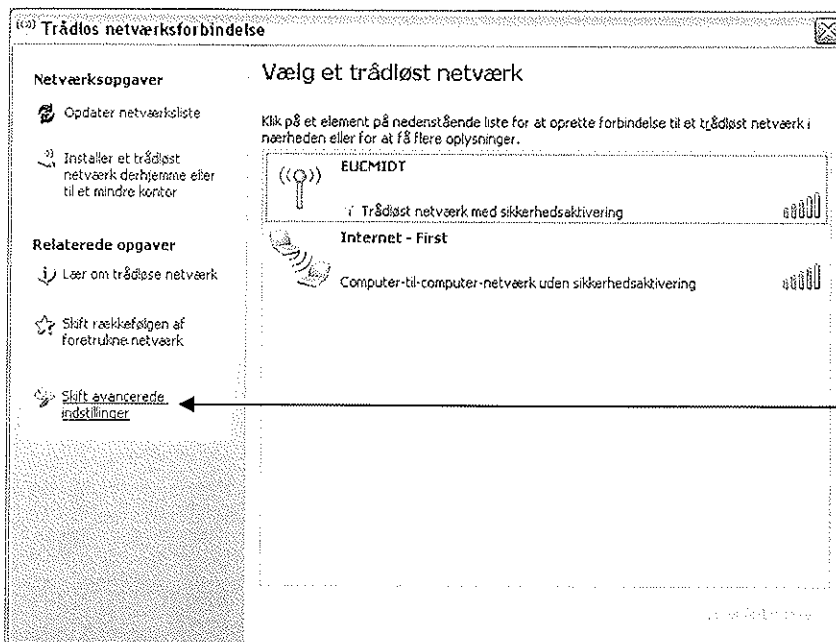 Trådløs netværksforbindelse
Netværksopgaver
Opdater netværksliste
Installer et trådløst
netværk derhjemme eller
til et mindre kontor
Relaterede opgaver
Lær om trådløse netværk
Skift rækkefølgen af
foretrukne netværk
Skift avancerede
indstillinger
Vælg et trådløst netværk
Klik på et element på nedenstående liste for at oprette forbindelse til et trådløst netværk i
nærheden eller for at få flere oplysninger.
EUCMIDT
Trådløst netværk med sikkerhedsaktivering
Internet - First
Computer-til-computer-netværk uden sikkerhedsaktivering